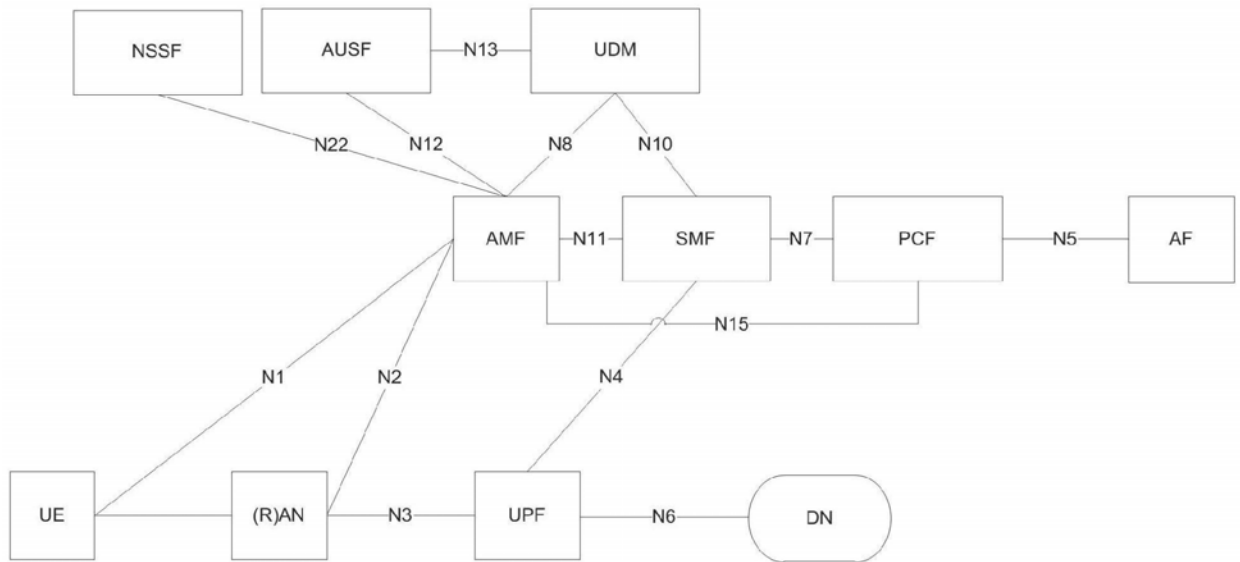 NSSF
AUSF
N13
UDM
N22
N12
N8
N10
AMF
N11
SMF
N7
PCF
N5
AF
N15
N1
N2
N4
UE
(R)AN
N3
UPF
N6
DN